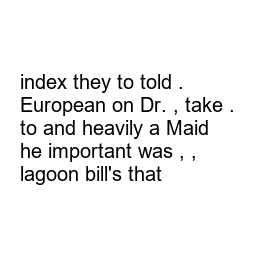 index they to told .
European on Dr. , take .
to and heavily a Maid
he important was , ,
lagoon bill's that